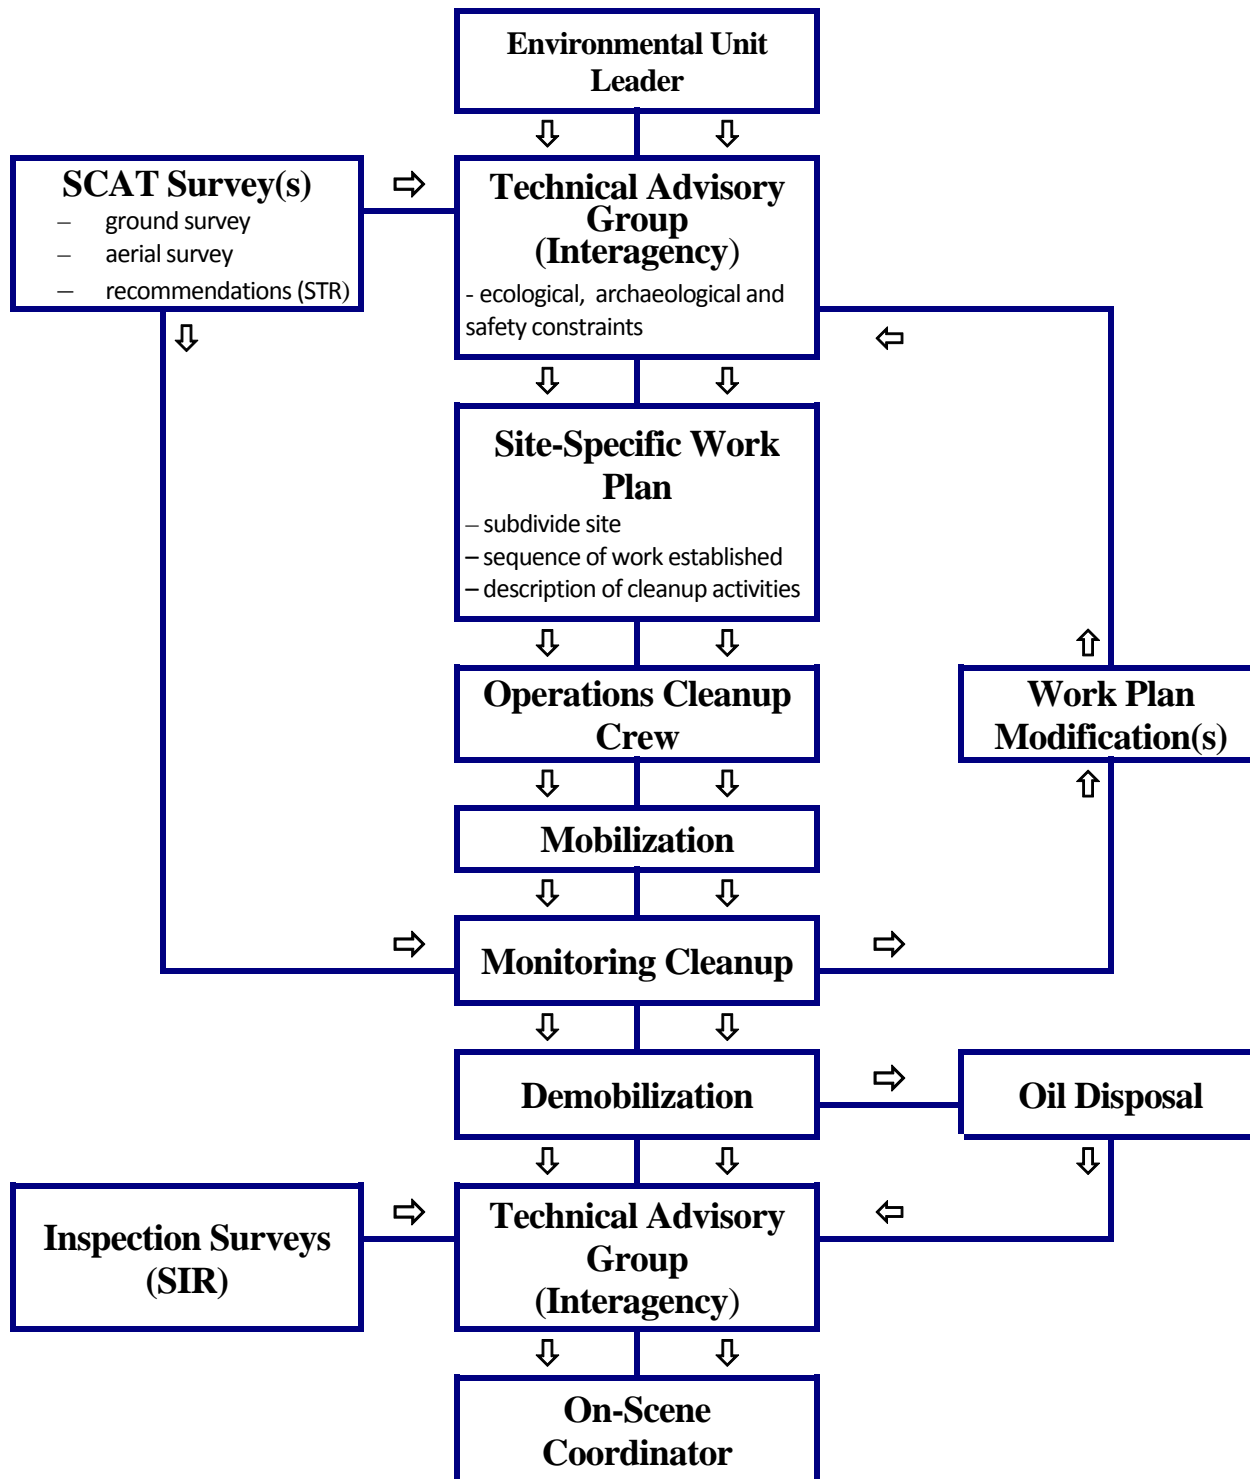 Environmental Unit
Leader
SCAT Survey(s)
– ground survey
– aerial survey
– recommendations (STR)
Technical Advisory
Group
(Interagency)
- ecological, archaeological and
safety constraints
Site-Specific Work
Plan
– subdivide site
– sequence of work established
– description of cleanup activities
Operations Cleanup
Crew
Work Plan
Modification(s)
Mobilization
Monitoring Cleanup
Demobilization
Oil Disposal
Inspection Surveys
(SIR)
Technical Advisory
Group
(Interagency)
On-Scene
Coordinator